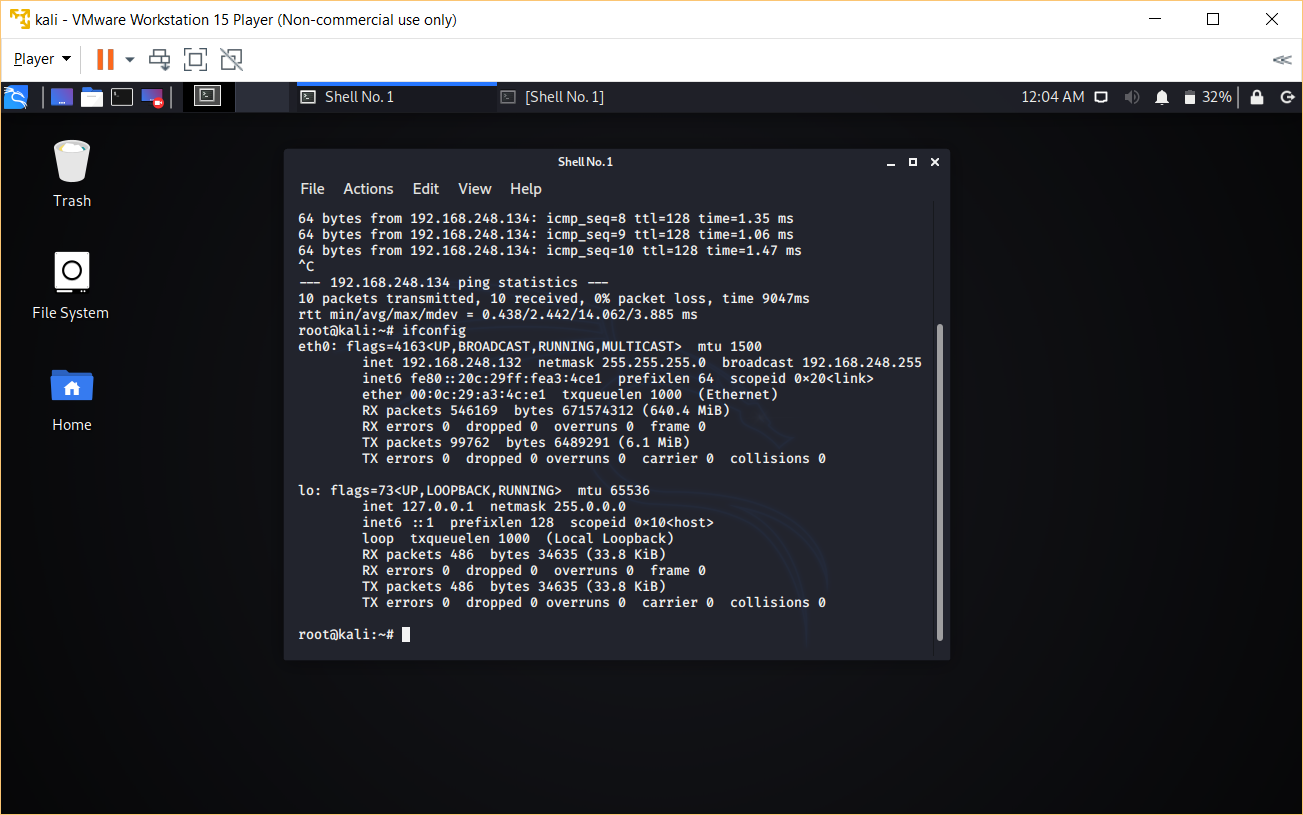 kali - VMware Workstation 15 Player (Non-commercial use only)
Player
Shell No. 1
[Shell No. 1]
12:04 AM
32%
Trash
File System
Home
Shell No. 1
File Actions Edit View Help
64 bytes from 192.168.248.134: icmp_seq=8 ttl=128 time=1.35 ms
64 bytes from 192.168.248.134: icmp_seq=9 ttl=128 time=1.06 ms
64 bytes from 192.168.248.134: icmp_seq=10 ttl=128 time=1.47 ms
^C
--- 192.168.248.134 ping statistics ---
10 packets transmitted, 10 received, 0% packet loss, time 9047ms
rtt min/avg/max/mdev = 0.438/2.442/14.062/3.885 ms
root@kali:~# ifconfig
eth0: flags=4163<UP,BROADCAST,RUNNING,MULTICAST>  mtu 1500
        inet 192.168.248.132  netmask 255.255.255.0  broadcast 192.168.248.255
        inet6 fe80::20c:29ff:fea3:4ce1  prefixlen 64  scopeid 0×20<link>
        ether 00:0c:29:a3:4c:e1  txqueuelen 1000  (Ethernet)
        RX packets 546169  bytes 671574312 (640.4 MiB)
        RX errors 0  dropped 0  overruns 0  frame 0
        TX packets 99762  bytes 6489291 (6.1 MiB)
        TX errors 0  dropped 0 overruns 0  carrier 0  collisions 0
lo: flags=73<UP,LOOPBACK,RUNNING>  mtu 65536
        inet 127.0.0.1  netmask 255.0.0.0
        inet6 ::1  prefixlen 128  scopeid 0×10<host>
        loop  txqueuelen 1000  (Local Loopback)
        RX packets 486  bytes 34635 (33.8 KiB)
        RX errors 0  dropped 0  overruns 0  frame 0
        TX packets 486  bytes 34635 (33.8 KiB)
        TX errors 0  dropped 0 overruns 0  carrier 0  collisions 0
root@kali:~#